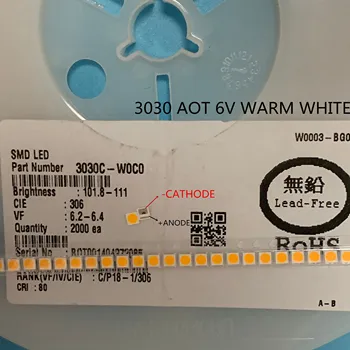 3030 AOT 6V WARM WHITE
W0003-BG0
SMD LED
Part Number 3030C-W0C0
Brightness : 101.8-111
CIE : 306
VF : 6.2-6.4
Quantity : 2000 ea
Serial No
RANK(VF/IV/CIE) : C/P18-1/306
CRI : 80
-CATHODE
+ANODE
無鉛
Lead-Free
RoHS
A-B